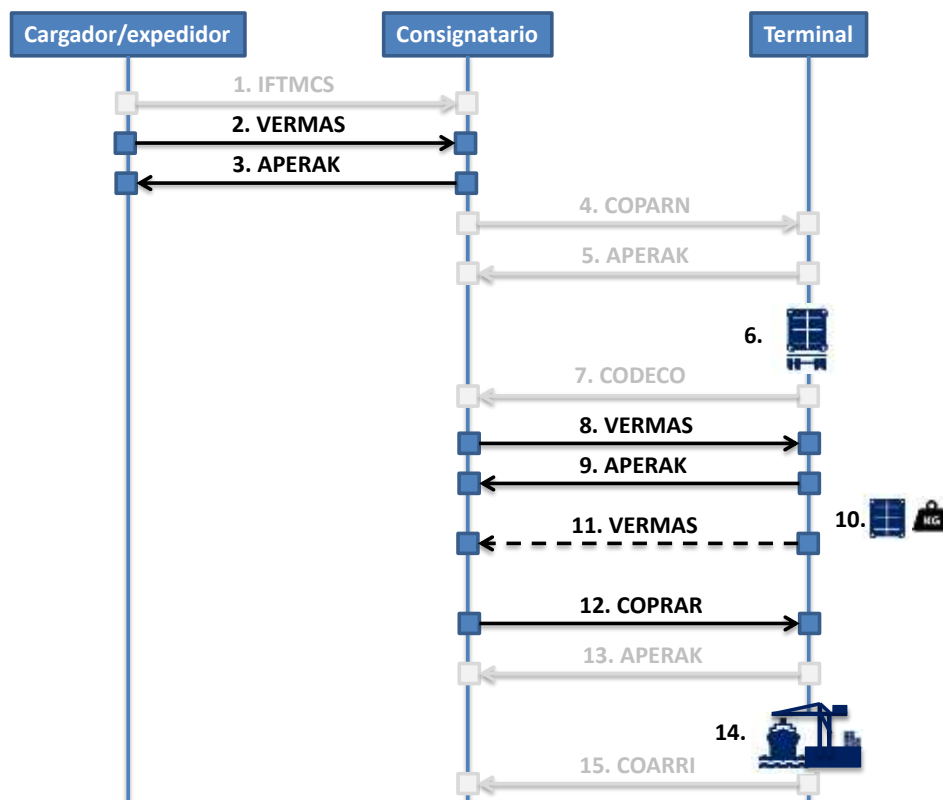 Cargador/expedidor
Consignatario
Terminal
1. IFTMCS
2. VERMAS
3. APERAK
4. COPARN
5. APERAK
6.
7. CODECO
8. VERMAS
9. APERAK
10.
KG
11. VERMAS
12. COPRAR
13. APERAK
14.
15. COARRI